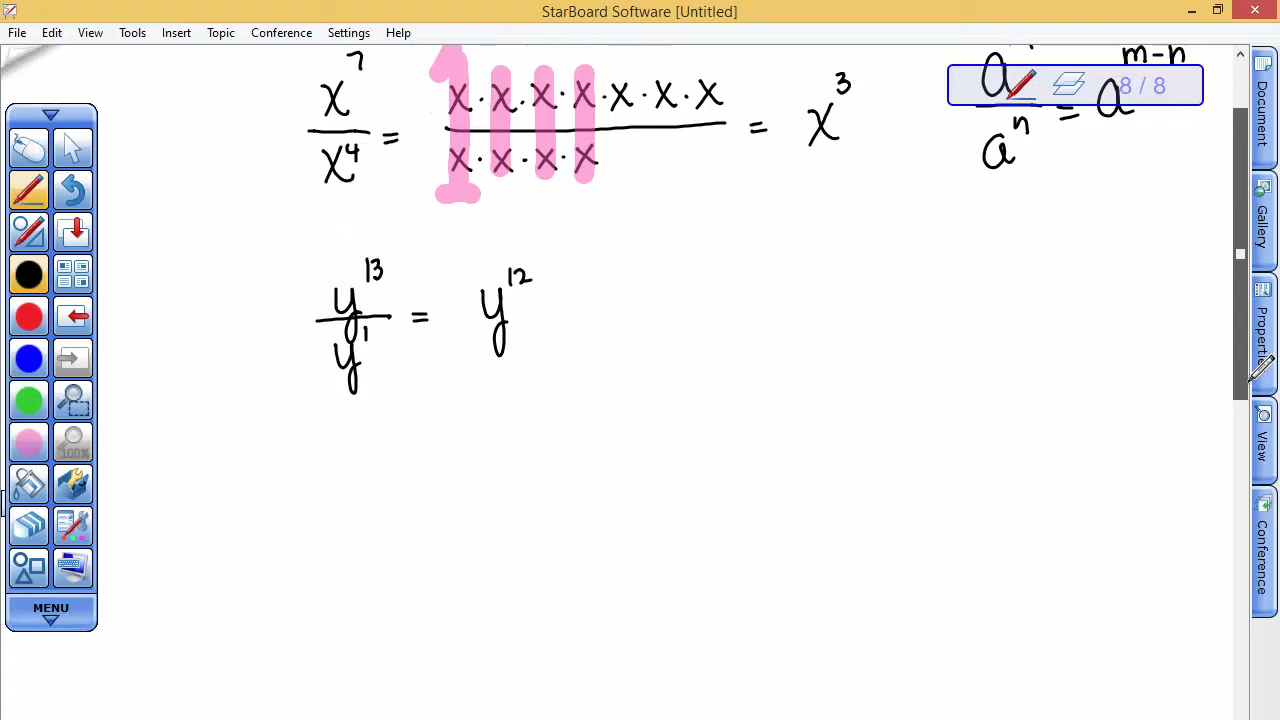 StarBoard Software [Untitled]
File Edit View Tools Insert Topic Conference Settings Help
x^7 / x^4 = x · x · x · x · x · x · x / x · x · x · x = x^3
a / a^n = a^{m-n}
8 / 8
y^13 / y^1 = y^12
100%
MENU
Document
Gallery
Properties
View
Conference